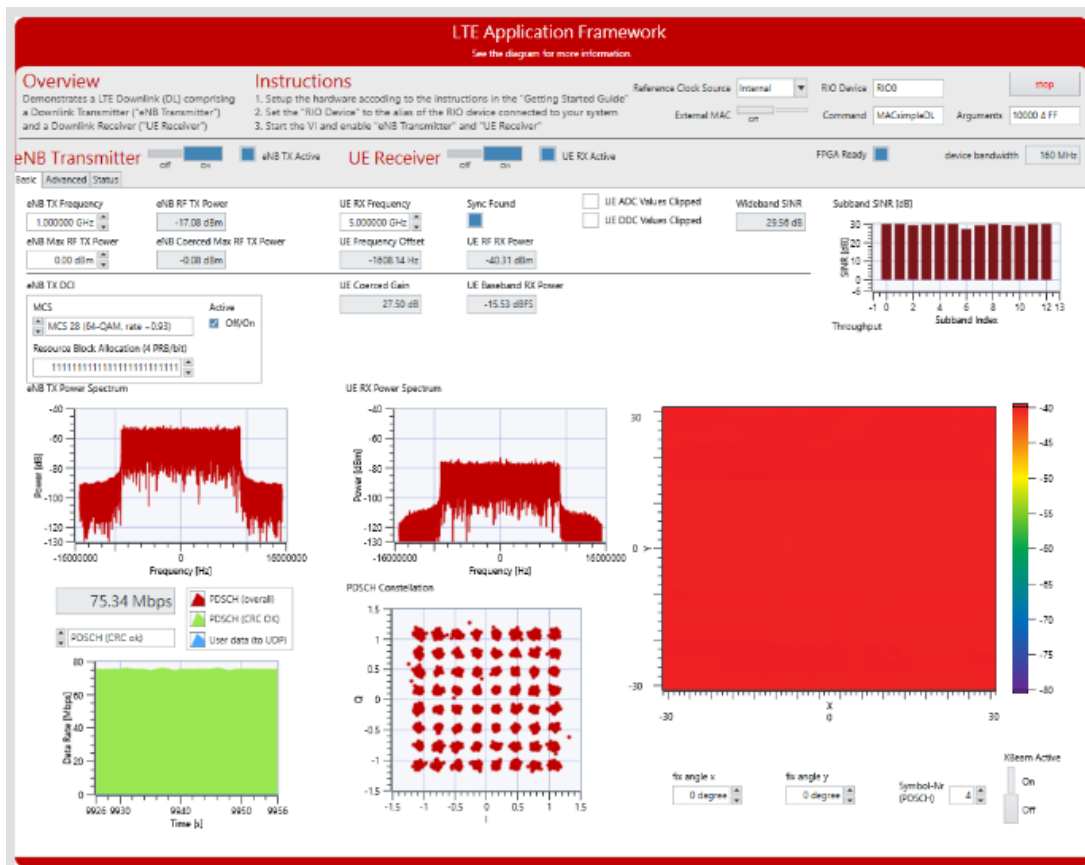 LTE Application Framework
See the diagram for more information.
Overview
Demonstrates a LTE Downlink (DL) comprising
a Downlink Transmitter ("eNB Transmitter")
and a Downlink Receiver ("UE Receiver")
Instructions
1. Setup the hardware accoding to the instructions in the "Getting Started Guide"
2. Set the "RIO Device" to the alias of the RIO device connected to your system
3. Start the VI and enable "eNB Transmitter" and "UE Receiver"
Reference Clock Source Internal
RIO Device RIO0
stop
External MAC on
Command MACsimpleDL
Arguments 10000 4 FF
eNB Transmitter Off On eNB TX Active
UE Receiver off On UE RX Active
FPGA Ready
device bandwidth 160 MHz
Basic Advanced Status
eNB TX Frequency
1.000000 GHz
eNB RF TX Power
-17.08 dBm
eNB Max RF TX Power
0.00 dBm
eNB Coerced Max RF TX Power
-0.08 dBm
UE RX Frequency
5.000000 GHz
Sync Found
UE Frequency Offset
-1608.14 Hz
UE RF RX Power
-40.31 dBm
UE Coerced Gain
27.50 dB
UE Baseband RX Power
-15.53 dBFS
UE ADC Values Clipped
UE DDC Values Clipped
Wideband SINR
29.56 dB
Subband SINR [dB]
SINR [dB]
30
20
10
0
-5
-1 0 2 4 6 8 10 12 13
Subband Index
Throughput
eNB TX DCI
MCS
MCS 28 (64-QAM, rate ~0.93)
Active
Off/On
Resource Block Allocation (4 PRB/bit)
1111111111111111111111111
eNB TX Power Spectrum
Power [dB]
-40
-60
-80
-100
-120
-130
-16000000 0 16000000
Frequency [Hz]
UE RX Power Spectrum
Power [dBm]
-40
-60
-80
-100
-120
-130
-16000000 0 16000000
Frequency [Hz]
30
0
-30
Y
-30 0 30
X
-40
-45
-50
-55
-60
-65
-70
-75
-80
75.34 Mbps
PDSCH (CRC ok)
PDSCH (overall)
PDSCH (CRC Ok)
User data (to UDP)
Data Rate [Mbps]
80
60
40
20
0
9926 9930 9940 9950 9956
Time [s]
PDSCH Constellation
Q
1.5
1
0.5
0
-0.5
-1
-1.5
-1.5 -1 -0.5 0 0.5 1 1.5
I
fix angle x
0 degree
fix angle y
0 degree
Symbol-Nr
(PDSCH)
4
XBeam Active
On
Off